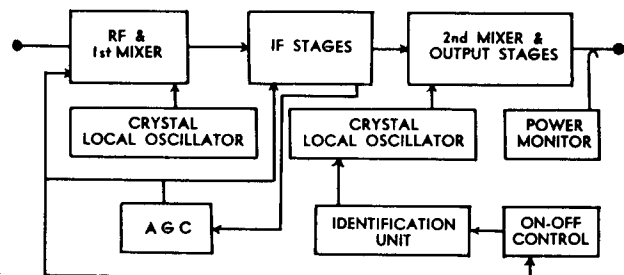 RF &
1st MIXER
IF STAGES
2nd MIXER &
OUTPUT STAGES
CRYSTAL
LOCAL OSCILLATOR
CRYSTAL
LOCAL OSCILLATOR
POWER
MONITOR
AGC
IDENTIFICATION
UNIT
ON-OFF
CONTROL